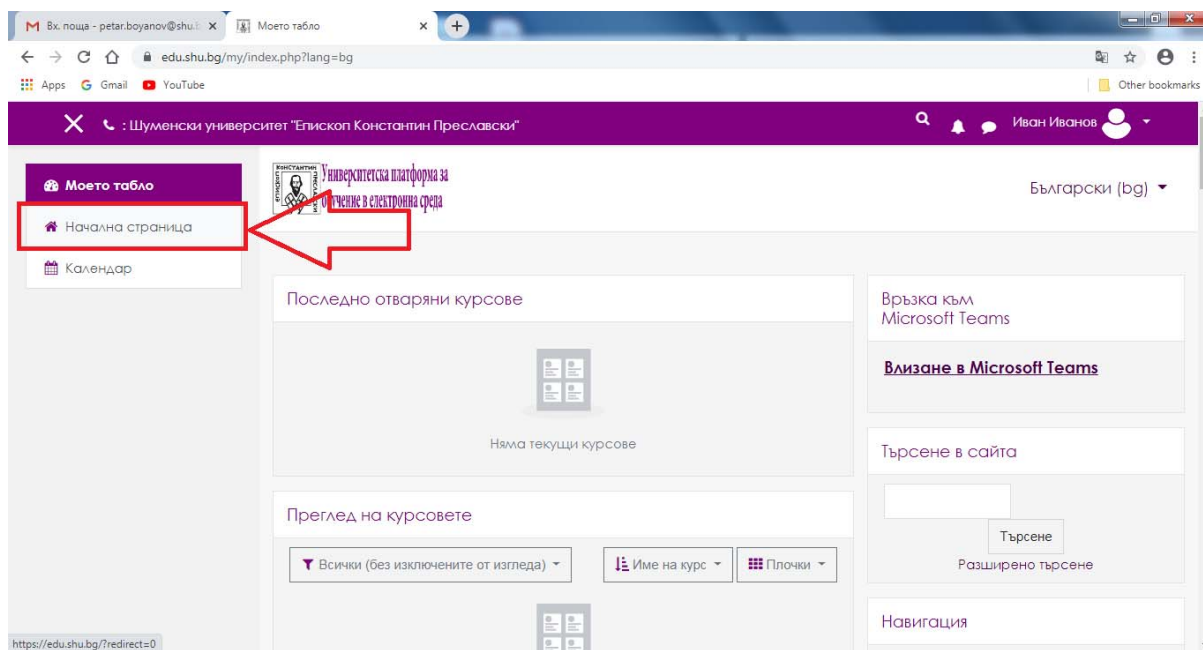 Вх. поща - petar.boyanov@shu.b
Моето табло
edu.shu.bg/my/index.php?lang=bg
Apps Gmail YouTube Other bookmarks
: Шуменски университет "Епископ Константин Преславски"
Иван Иванов
Моето табло
Начална страница
Календар
Университетска платформа за
обучение в електронна среда
Български (bg)
Последно отваряни курсове
Няма текущи курсове
Преглед на курсовете
Всички (без изключените от изгледа) Име на курс Плочки
Връзка към
Microsoft Teams
Влизане в Microsoft Teams
Търсене в сайта
Търсене
Разширено търсене
Навигация
https://edu.shu.bg/?redirect=0